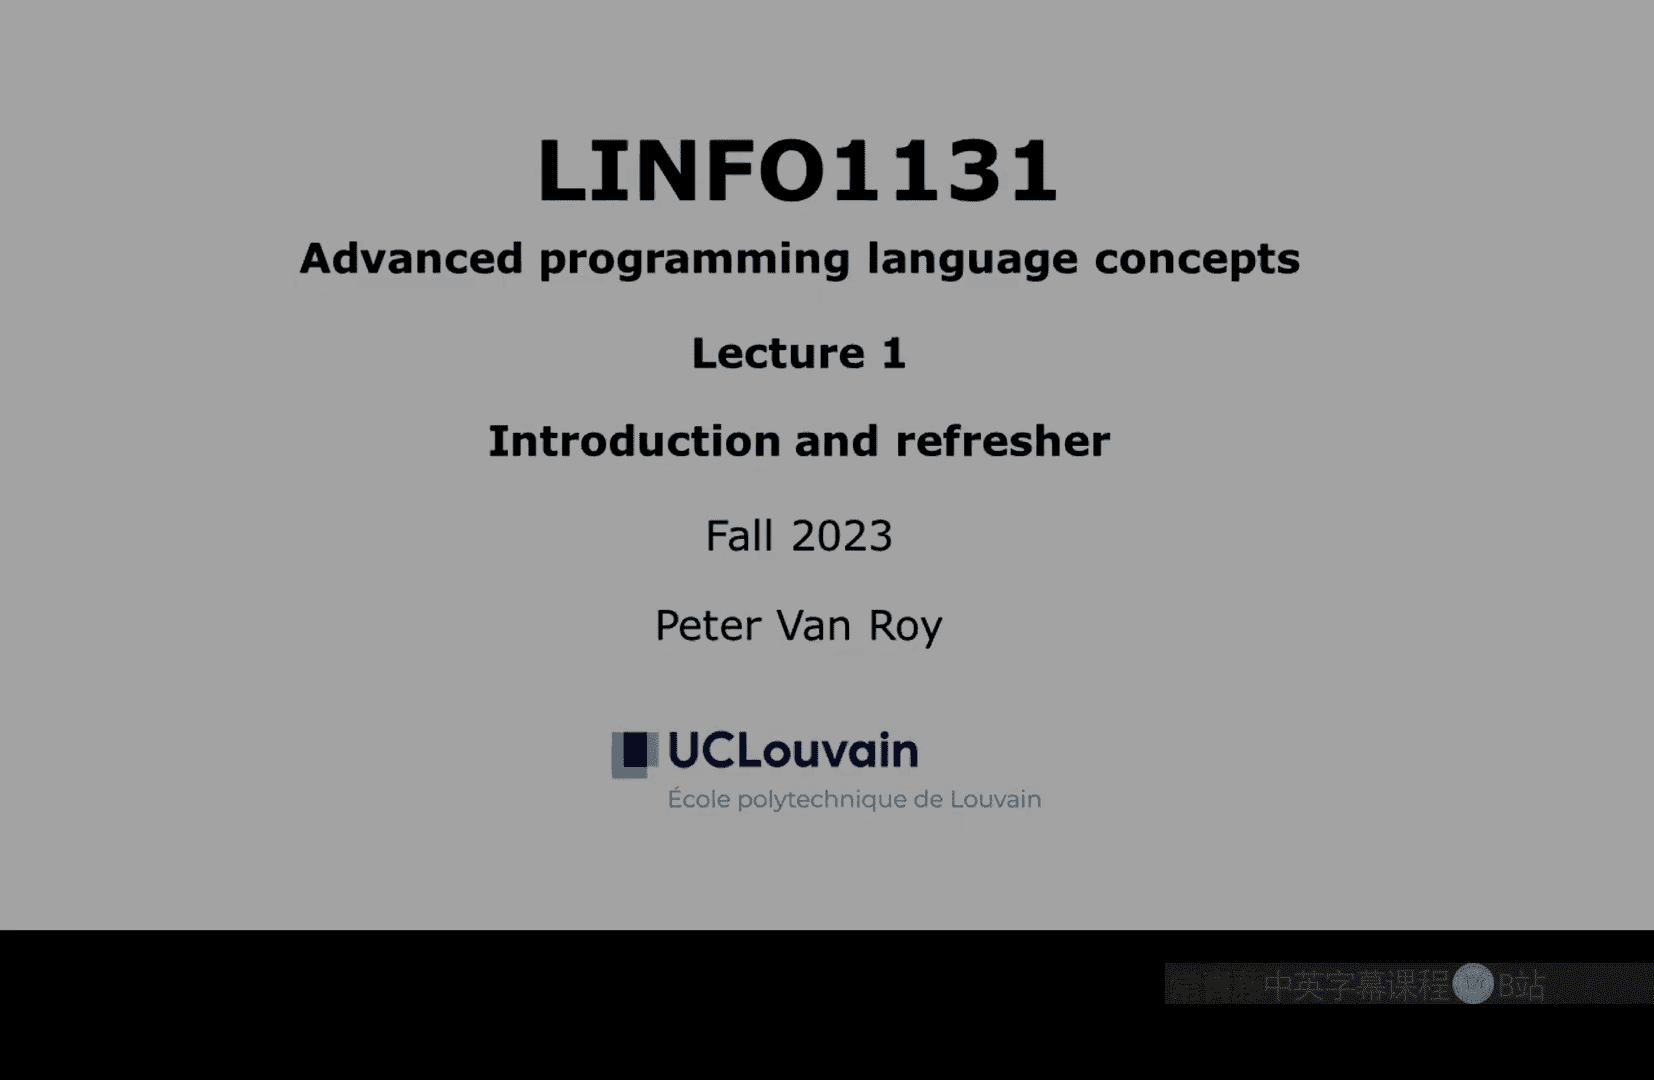 LINFO1131
Advanced programming language concepts
Lecture 1
Introduction and refresher
Fall 2023
Peter Van Roy
UCLouvain
École polytechnique de Louvain
中英字幕课程 B站